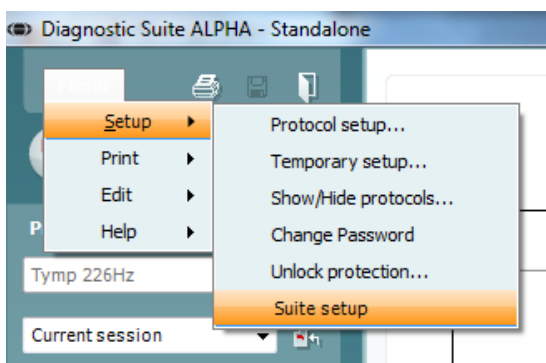 Diagnostic Suite ALPHA - Standalone
Menu
Setup
Print
Edit
Help
Protocol setup...
Temporary setup...
Show/Hide protocols...
Change Password
Unlock protection...
Suite setup
P
Tymp 226Hz
Current session